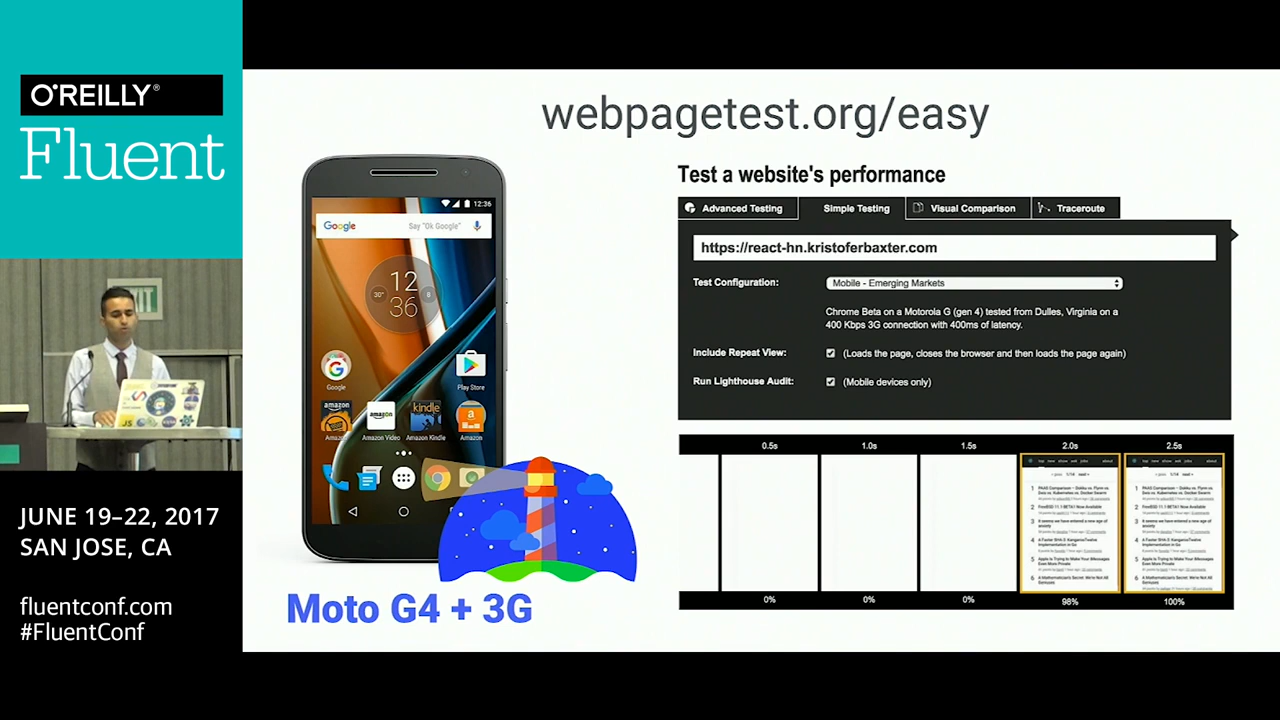 O'REILLY®
Fluent
JUNE 19–22, 2017
SAN JOSE, CA
fluentconf.com
#FluentConf
webpagetest.org/easy
12:36
Google
Say "Ok Google"
12
36
Google
Play Store
amazon
amazon
kindle
Amazon Video
Amazon Kindle
Amazon
Moto G4 + 3G
Test a website's performance
Advanced Testing
Simple Testing
Visual Comparison
Traceroute
https://react-hn.kristoferbaxter.com
Test Configuration:
Mobile - Emerging Markets
Chrome Beta on a Motorola G (gen 4) tested from Dulles, Virginia on a
400 Kbps 3G connection with 400ms of latency.
Include Repeat View:
(Loads the page, closes the browser and then loads the page again)
Run Lighthouse Audit:
(Mobile devices only)
0.5s 1.0s 1.5s 2.0s 2.5s
0% 0% 0% 98% 100%